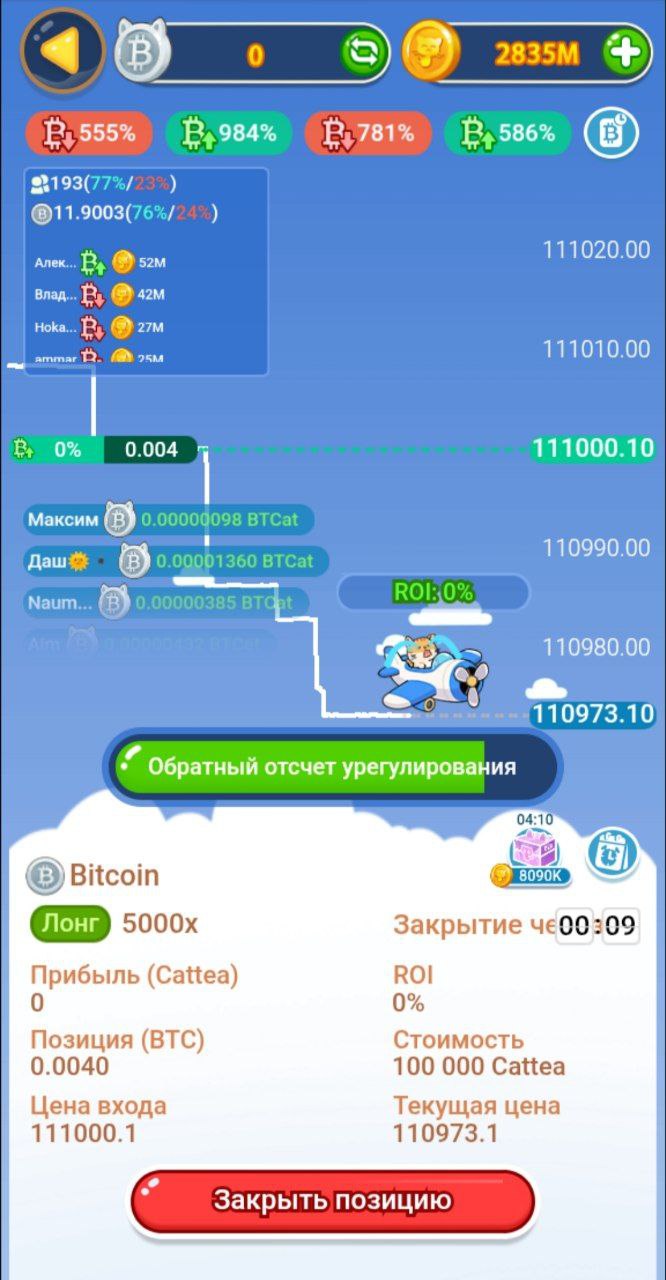 0
2835M
555% 984% 781% 586%
193(77%/23%)
11.9003(76%/24%)
Алек... 52M
Влад... 42M
Hoka... 27M
ammar 25M
111020.00
111010.00
0% 0.004 111000.10
Максим 0.00000098 BTCat
110990.00
Даш 0.00001360 BTCat
Naum... 0.00000385 BTCat
ROI: 0%
BTCat
110980.00
110973.10
Обратный отсчет урегулирования
04:10
8090K
Bitcoin
Лонг 5000x
Закрытие че 00:09
Прибыль (Cattea) ROI
0 0%
Позиция (BTC) Стоимость
0.0040 100 000 Cattea
Цена входа Текущая цена
111000.1 110973.1
Закрыть позицию